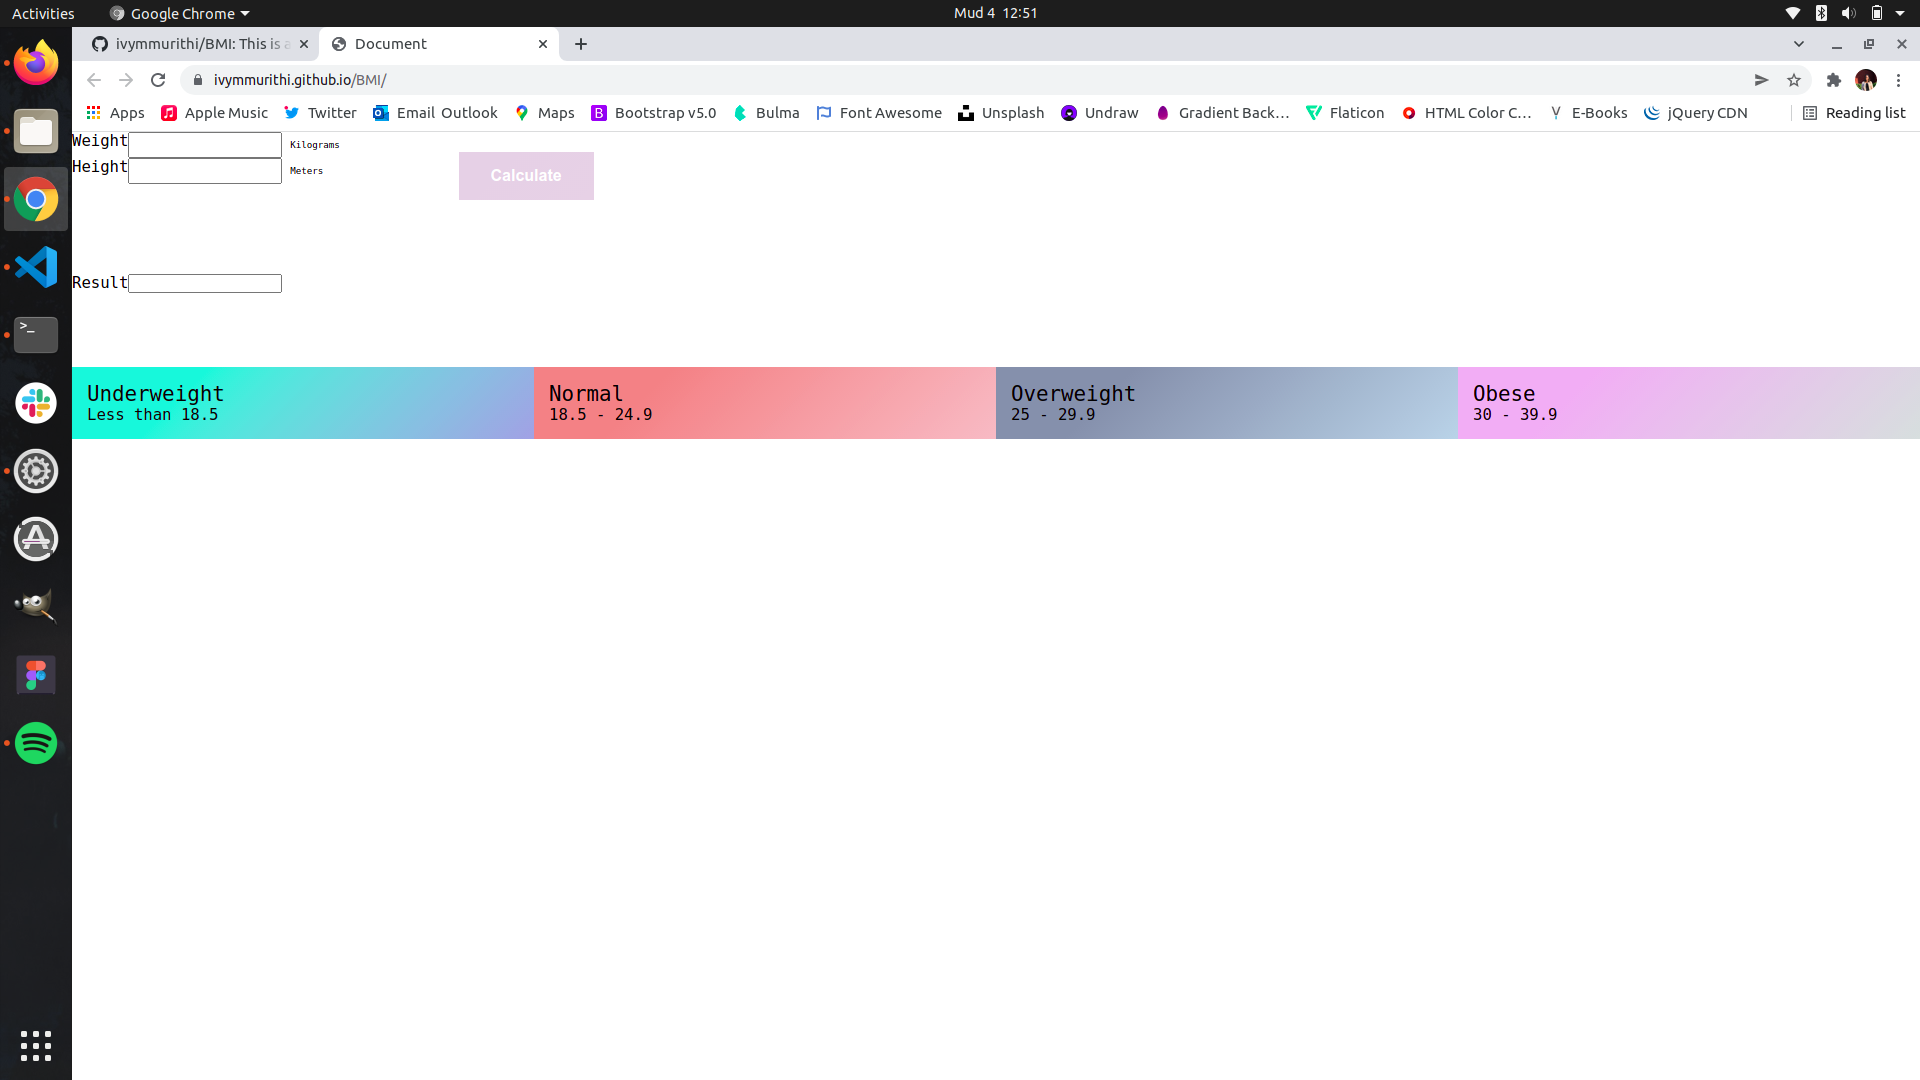 Activities Google Chrome Mud 4 12:51
ivymmurithi/BMI: This is a Document
ivymmurithi.github.io/BMI/
Apps Apple Music Twitter Email Outlook Maps Bootstrap v5.0 Bulma Font Awesome Unsplash Undraw Gradient Back… Flaticon HTML Color C… E-Books jQuery CDN Reading list
Weight Kilograms
Height Meters
Calculate
Result
Underweight Normal Overweight Obese
Less than 18.5 18.5 - 24.9 25 - 29.9 30 - 39.9